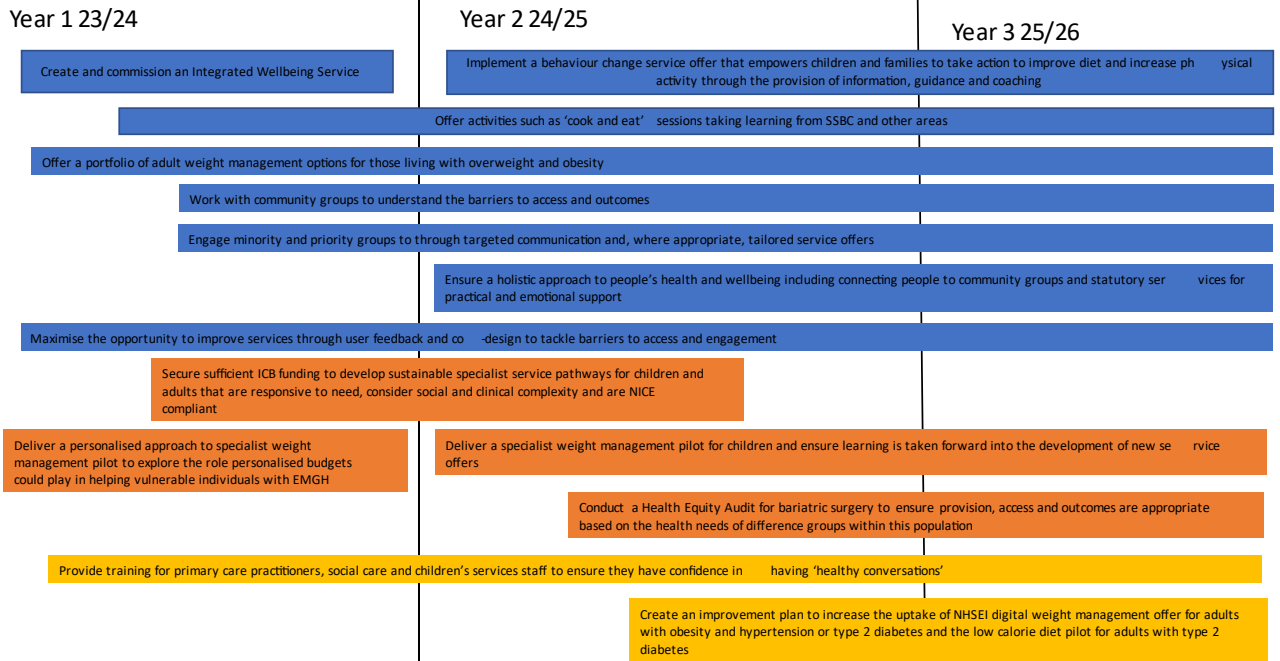 Year 1 23/24
Year 2 24/25
Year 3 25/26
Create and commission an Integrated Wellbeing Service
Implement a behaviour change service offer that empowers children and families to take action to improve diet and increase ph ysical
activity through the provision of information, guidance and coaching
Offer activities such as ‘cook and eat’ sessions taking learning from SSBC and other areas
Offer a portfolio of adult weight management options for those living with overweight and obesity
Work with community groups to understand the barriers to access and outcomes
Engage minority and priority groups to through targeted communication and, where appropriate, tailored service offers
Ensure a holistic approach to people’s health and wellbeing including connecting people to community groups and statutory ser vices for
practical and emotional support
Maximise the opportunity to improve services through user feedback and co -design to tackle barriers to access and engagement
Secure sufficient ICB funding to develop sustainable specialist service pathways for children and
adults that are responsive to need, consider social and clinical complexity and are NICE
compliant
Deliver a personalised approach to specialist weight
management pilot to explore the role personalised budgets
could play in helping vulnerable individuals with EMGH
Deliver a specialist weight management pilot for children and ensure learning is taken forward into the development of new se rvice
offers
Conduct a Health Equity Audit for bariatric surgery to ensure provision, access and outcomes are appropriate
based on the health needs of difference groups within this population
Provide training for primary care practitioners, social care and children’s services staff to ensure they have confidence in having ‘healthy conversations’
Create an improvement plan to increase the uptake of NHSEI digital weight management offer for adults
with obesity and hypertension or type 2 diabetes and the low calorie diet pilot for adults with type 2
diabetes